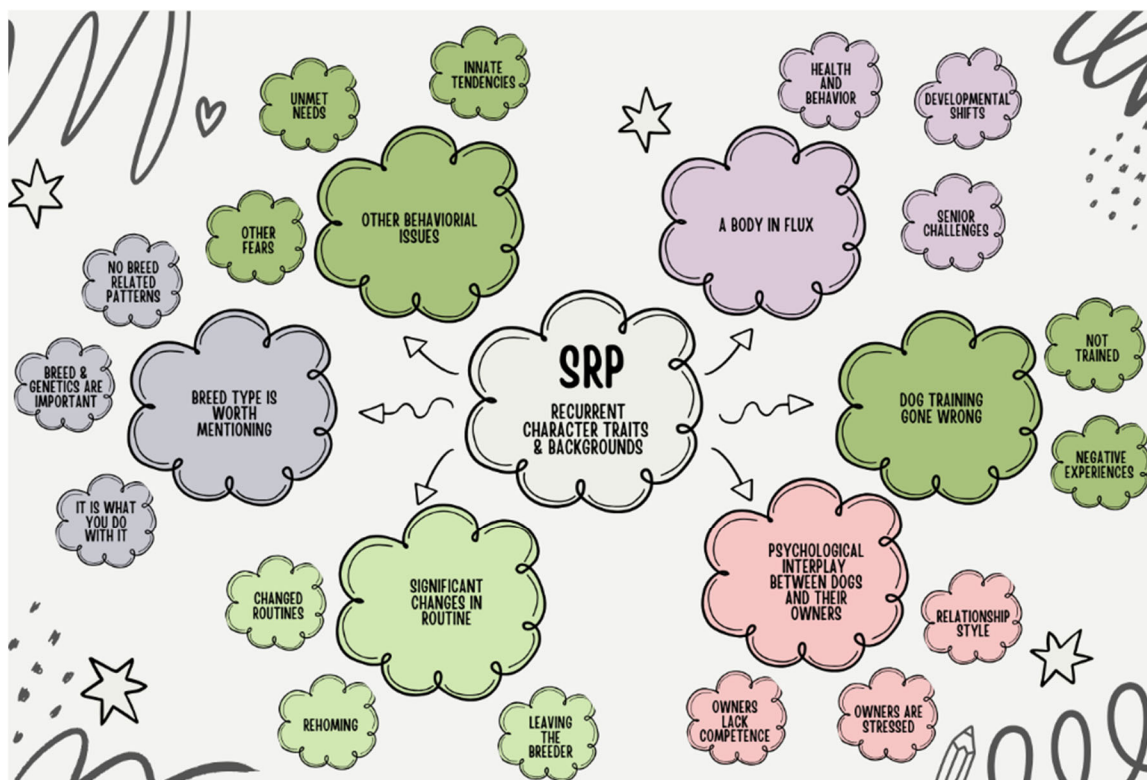 SRP
RECURRENT
CHARACTER TRAITS
& BACKGROUNDS
OTHER BEHAVIORIAL
ISSUES
UNMET
NEEDS
INNATE
TENDENCIES
OTHER
FEARS
A BODY IN FLUX
HEALTH
AND
BEHAVIOR
DEVELOPMENTAL
SHIFTS
SENIOR
CHALLENGES
BREED TYPE IS
WORTH
MENTIONING
NO BREED
RELATED
PATTERNS
BREED &
GENETICS ARE
IMPORTANT
IT IS WHAT
YOU DO
WITH IT
DOG TRAINING
GONE WRONG
NOT
TRAINED
NEGATIVE
EXPERIENCES
SIGNIFICANT
CHANGES IN
ROUTINE
CHANGED
ROUTINES
REHOMING
LEAVING
THE
BREEDER
PSYCHOLOGICAL
INTERPLAY
BETWEEN DOGS
AND THEIR
OWNERS
RELATIONSHIP
STYLE
OWNERS
LACK
COMPETENCE
OWNERS ARE
STRESSED